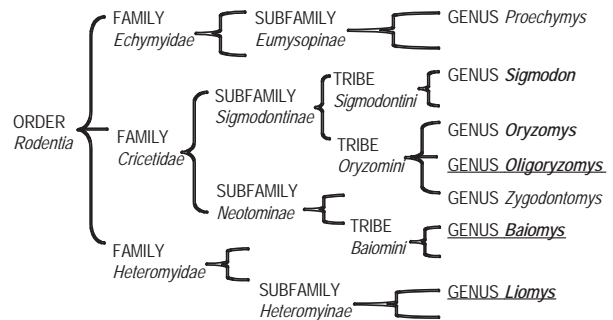 FAMILY
Echymyidae
SUBFAMILY
Eumysopinae
GENUS Proechymys
ORDER
Rodentia
FAMILY
Cricetidae
SUBFAMILY
Sigmodontinae
TRIBE
Sigmodontini
GENUS Sigmodon
TRIBE
Oryzomini
GENUS Oryzomys
GENUS Oligoryzomys
GENUS Zygodontomys
SUBFAMILY
Neotominae
TRIBE
Baiomini
GENUS Baiomys
FAMILY
Heteromyidae
SUBFAMILY
Heteromyinae
GENUS Liomys